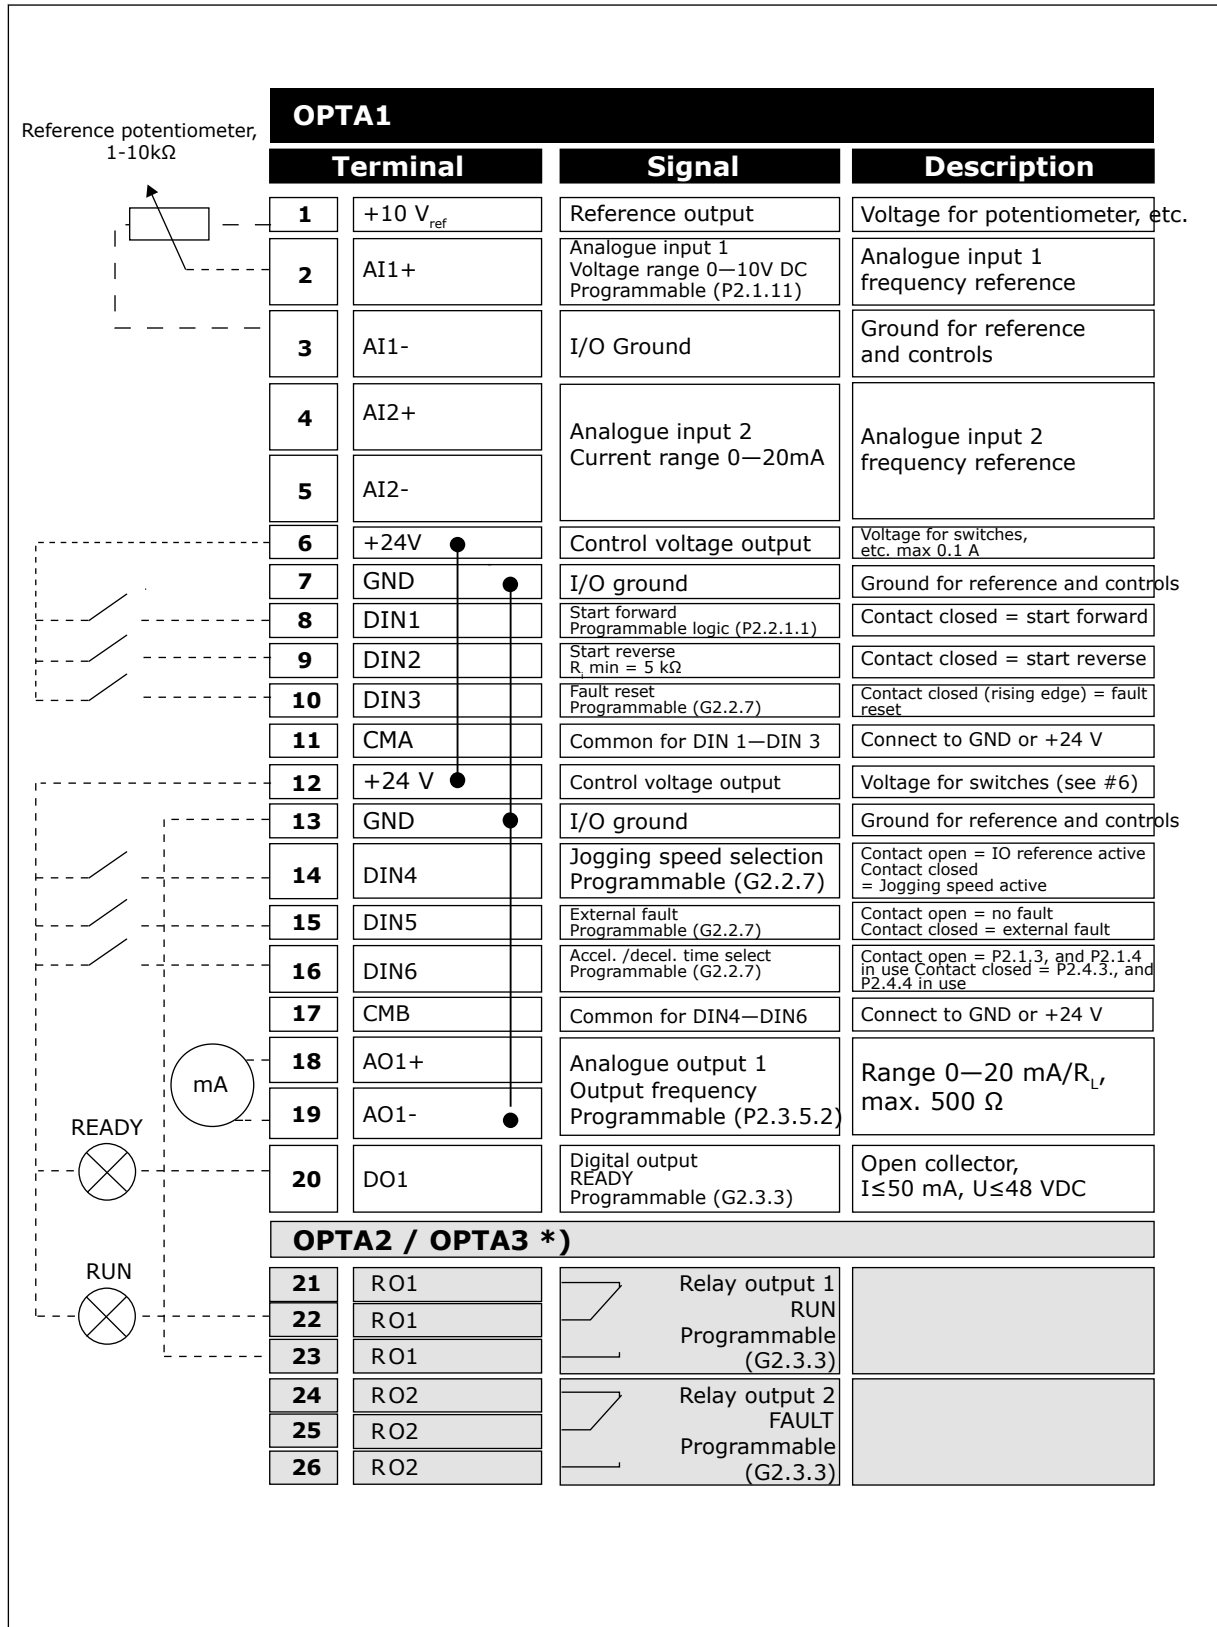 OPTA1
Reference potentiometer,
1-10kΩ
Terminal Signal Description
1 +10 Vref Reference output Voltage for potentiometer, etc.
2 AI1+ Analogue input 1
Voltage range 0—10V DC
Programmable (P2.1.11)
Analogue input 1
frequency reference
3 AI1- I/O Ground Ground for reference
and controls
4 AI2+
5 AI2-
Analogue input 2
Current range 0—20mA
Analogue input 2
frequency reference
6 +24V Control voltage output Voltage for switches,
etc. max 0.1 A
7 GND I/O ground Ground for reference and controls
8 DIN1 Start forward
Programmable logic (P2.2.1.1)
Contact closed = start forward
9 DIN2 Start reverse
Ri min = 5 kΩ
Contact closed = start reverse
10 DIN3 Fault reset
Programmable (G2.2.7)
Contact closed (rising edge) = fault
reset
11 CMA Common for DIN 1—DIN 3 Connect to GND or +24 V
12 +24 V Control voltage output Voltage for switches (see #6)
13 GND I/O ground Ground for reference and controls
14 DIN4 Jogging speed selection
Programmable (G2.2.7)
Contact open = IO reference active
Contact closed
= Jogging speed active
15 DIN5 External fault
Programmable (G2.2.7)
Contact open = no fault
Contact closed = external fault
16 DIN6 Accel. /decel. time select
Programmable (G2.2.7)
Contact open = P2.1.3, and P2.1.4
in use Contact closed = P2.4.3., and
P2.4.4 in use
17 CMB Common for DIN4—DIN6 Connect to GND or +24 V
mA
18 AO1+
19 AO1-
Analogue output 1
Output frequency
Programmable (P2.3.5.2)
Range 0—20 mA/RL,
max. 500 Ω
READY
20 DO1 Digital output
READY
Programmable (G2.3.3)
Open collector,
I≤50 mA, U≤48 VDC
OPTA2 / OPTA3 *)
RUN
21 RO1
22 RO1
23 RO1
Relay output 1
RUN
Programmable
(G2.3.3)
24 RO2
25 RO2
26 RO2
Relay output 2
FAULT
Programmable
(G2.3.3)